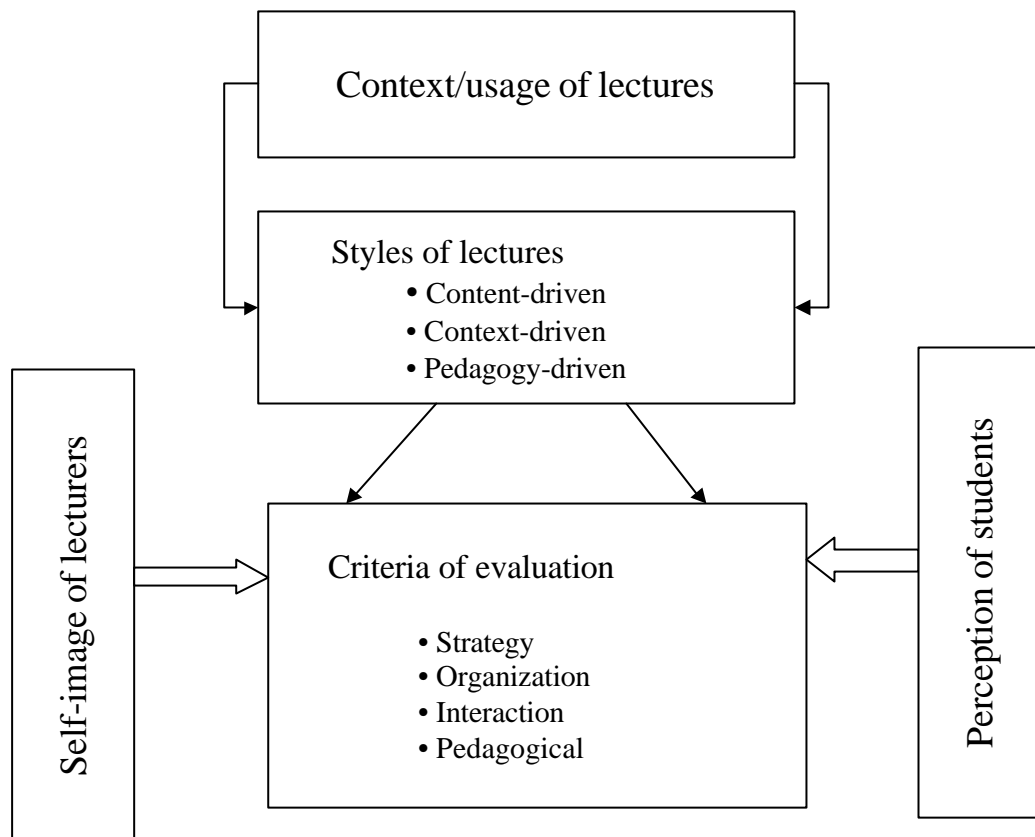 Context/usage of lectures
Styles of lectures
• Content-driven
• Context-driven
• Pedagogy-driven
Self-image of lecturers
Criteria of evaluation
• Strategy
• Organization
• Interaction
• Pedagogical
Perception of students